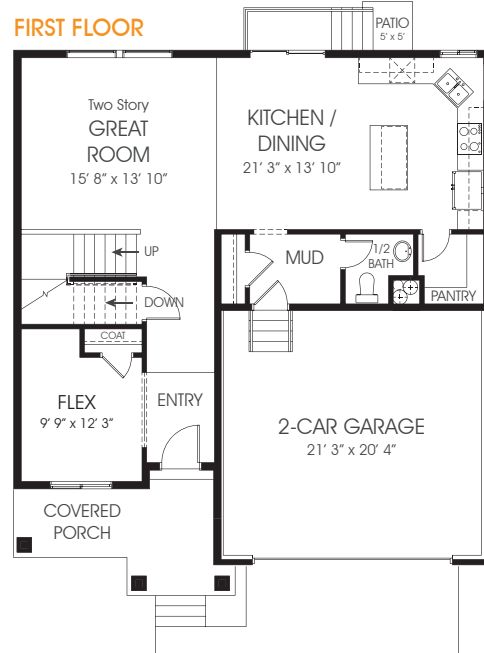 FIRST FLOOR
PATIO
5' x 5'
Two Story
GREAT
ROOM
15' 8" x 13' 10"
KITCHEN /
DINING
21' 3" x 13' 10"
UP
MUD
1/2
BATH
DOWN
PANTRY
COAT
FLEX
9' 9" x 12' 3"
ENTRY
2-CAR GARAGE
21' 3" x 20' 4"
COVERED
PORCH